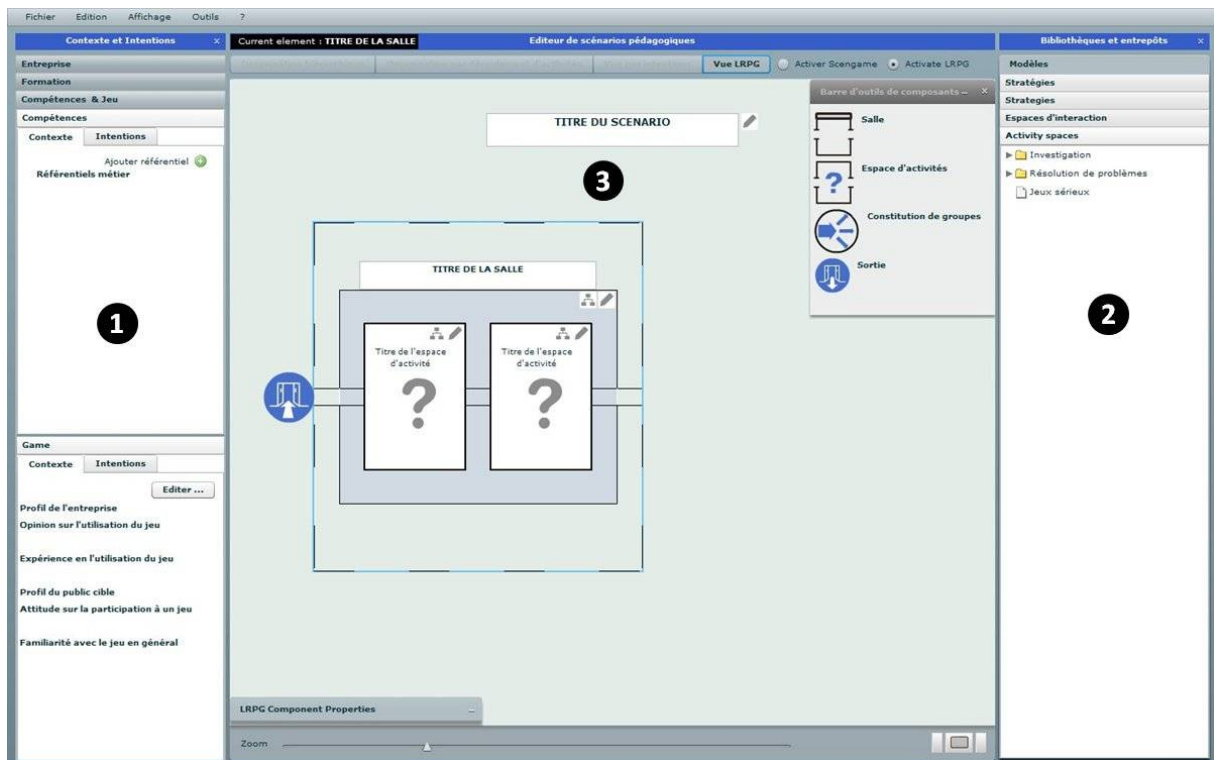 Fichier Edition Affichage Outils ?
Contexte et Intentions x
Entreprise
Formation
Compétences & Jeu
Compétences
Contexte Intentions
Ajouter référentiel
Référentiels métier
1
Game
Contexte Intentions
Editer ...
Profil de l'entreprise
Opinion sur l'utilisation du jeu
Expérience en l'utilisation du jeu
Profil du public cible
Attitude sur la participation à un jeu
Familiarité avec le jeu en général
Current element : TITRE DE LA SALLE Editeur de scénarios pédagogiques
Vue LRPG Activer Scengame Activate LRPG
TITRE DU SCENARIO
3
TITRE DE LA SALLE
Titre de l'espace
d'activité
?
Titre de l'espace
d'activité
?
Barre d'outils de composants – x
Salle
Espace d'activités
?
Constitution de groupes
Sortie
LRPG Component Properties –
Zoom
Bibliothèques et entrepôts x
Modèles
Stratégies
Strategies
Espaces d'interaction
Activity spaces
Investigation
Résolution de problèmes
Jeux sérieux
2